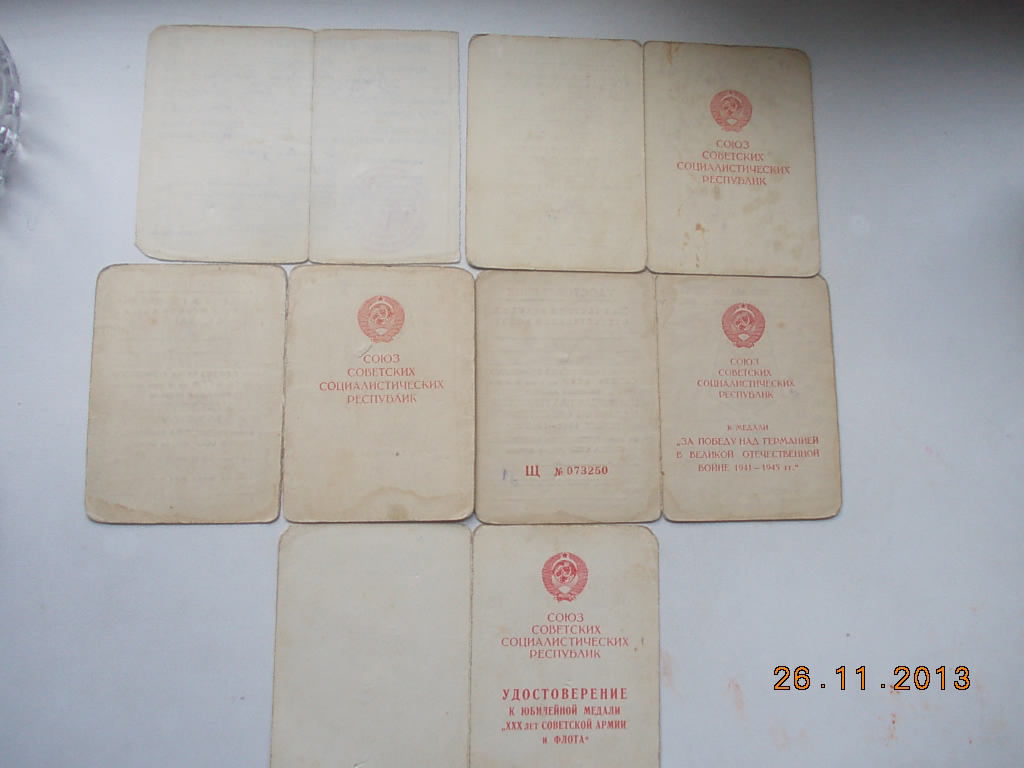 СОЮЗ
СОВЕТСКИХ
СОЦИАЛИСТИЧЕСКИХ
РЕСПУБЛИК
СОЮЗ
СОВЕТСКИХ
СОЦИАЛИСТИЧЕСКИХ
РЕСПУБЛИК
Щ № 073250
СОЮЗ
СОВЕТСКИХ
СОЦИАЛИСТИЧЕСКИХ
РЕСПУБЛИК
К МЕДАЛИ
„ЗА ПОБЕДУ НАД ГЕРМАНИЕЙ
В ВЕЛИКОЙ ОТЕЧЕСТВЕННОЙ
ВОЙНЕ 1941—1945 гг."
СОЮЗ
СОВЕТСКИХ
СОЦИАЛИСТИЧЕСКИХ
РЕСПУБЛИК
УДОСТОВЕРЕНИЕ
К ЮБИЛЕЙНОЙ МЕДАЛИ
„XXX лет СОВЕТСКОЙ АРМИИ
и ФЛОТА"
26.11.2013